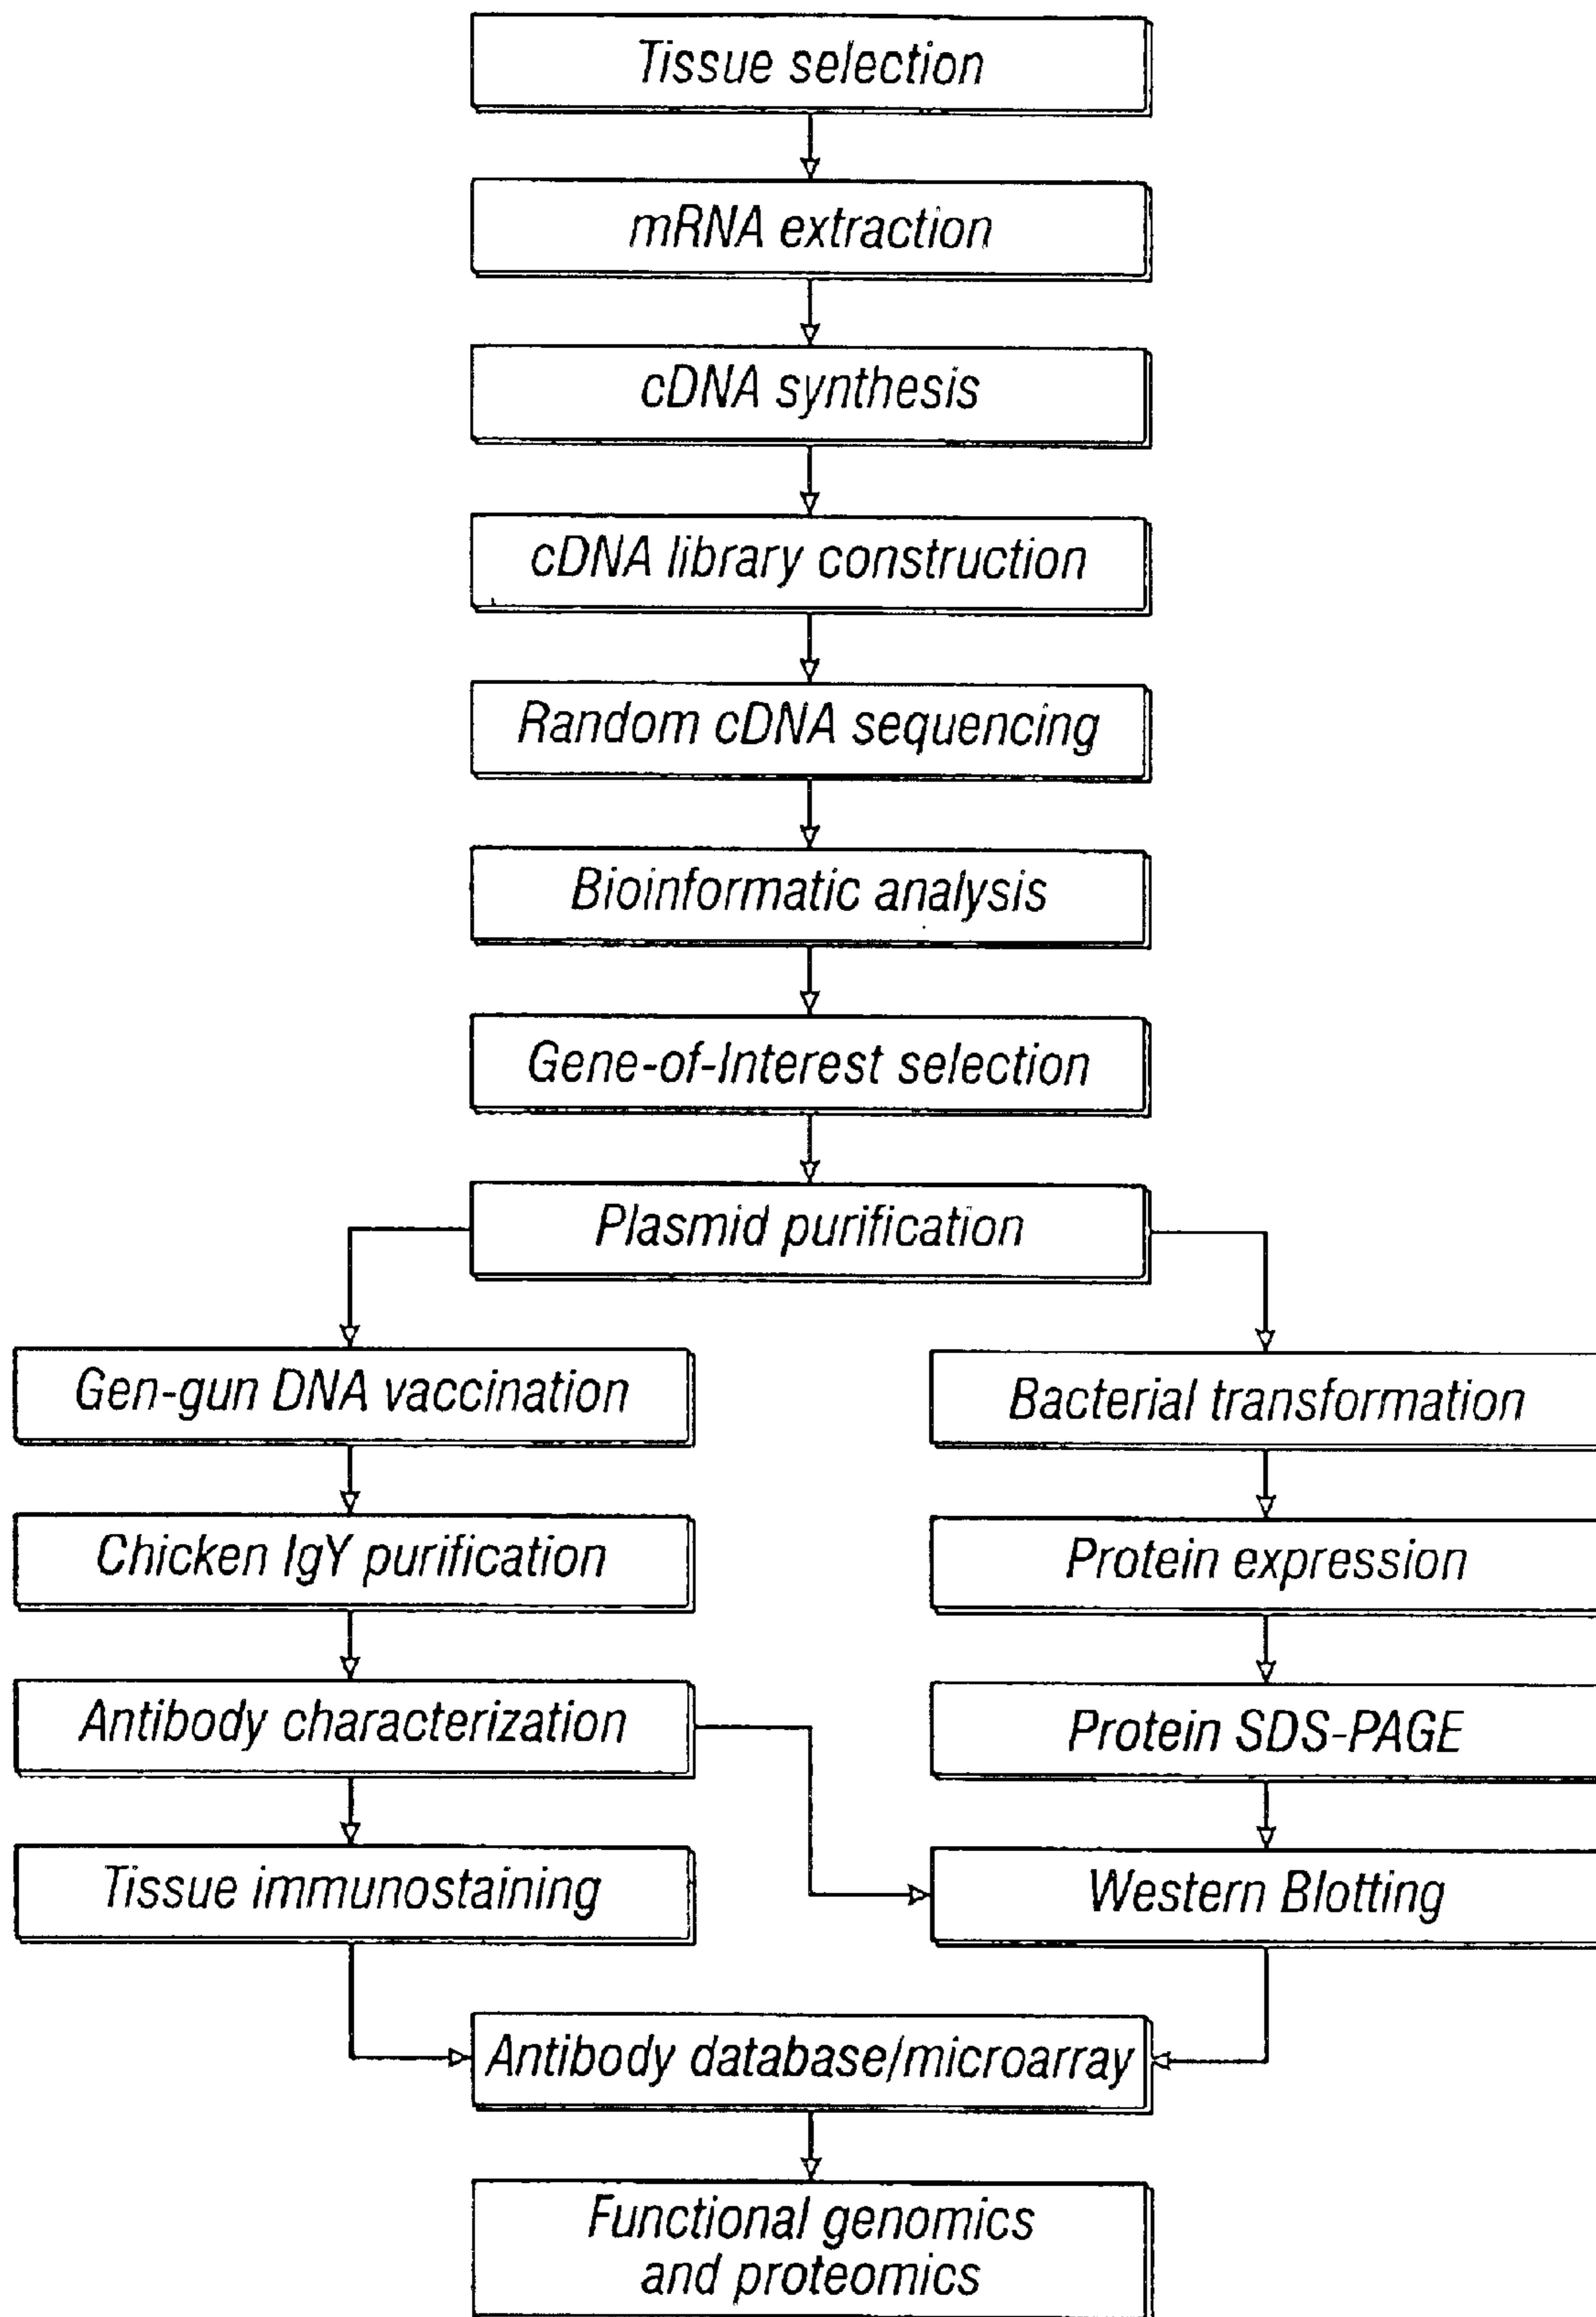 Tissue selection
mRNA extraction
cDNA synthesis
cDNA library construction
Random cDNA sequencing
Bioinformatic analysis
Gene-of-Interest selection
Plasmid purification
Gen-gun DNA vaccination
Bacterial transformation
Chicken IgY purification
Protein expression
Antibody characterization
Protein SDS-PAGE
Tissue immunostaining
Western Blotting
Antibody database/microarray
Functional genomics
and proteomics